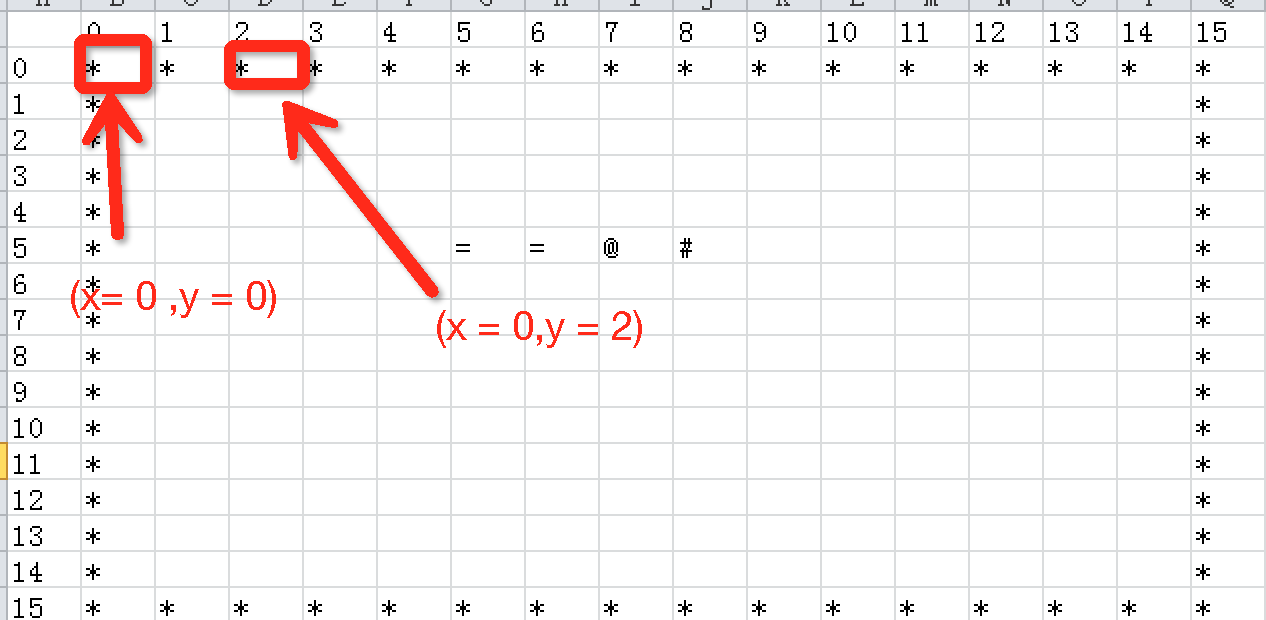 0 1 2 3 4 5 6 7 8 9 10 11 12 13 14 15
0 * * * * * * * * * * * * * * * *
1 * *
2 * *
3 * *
4 * *
5 * = = @ # *
6 * *
(x= 0 ,y = 0)
7 * *
(x = 0,y = 2)
8 * *
9 * *
10 * *
11 * *
12 * *
13 * *
14 * *
15 * * * * * * * * * * * * * * * *